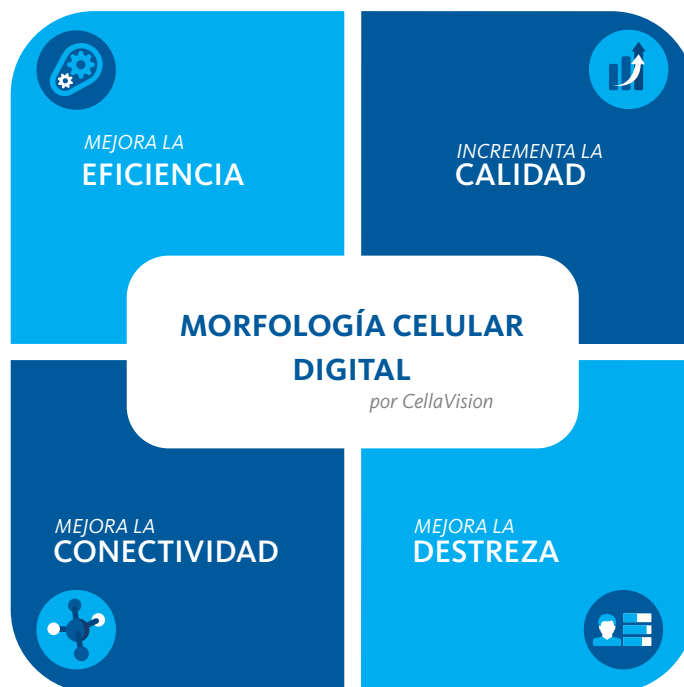 MEJORA LA
EFICIENCIA
INCREMENTA LA
CALIDAD
MORFOLOGÍA CELULAR
DIGITAL
por CellaVision
MEJORA LA
CONECTIVIDAD
MEJORA LA
DESTREZA